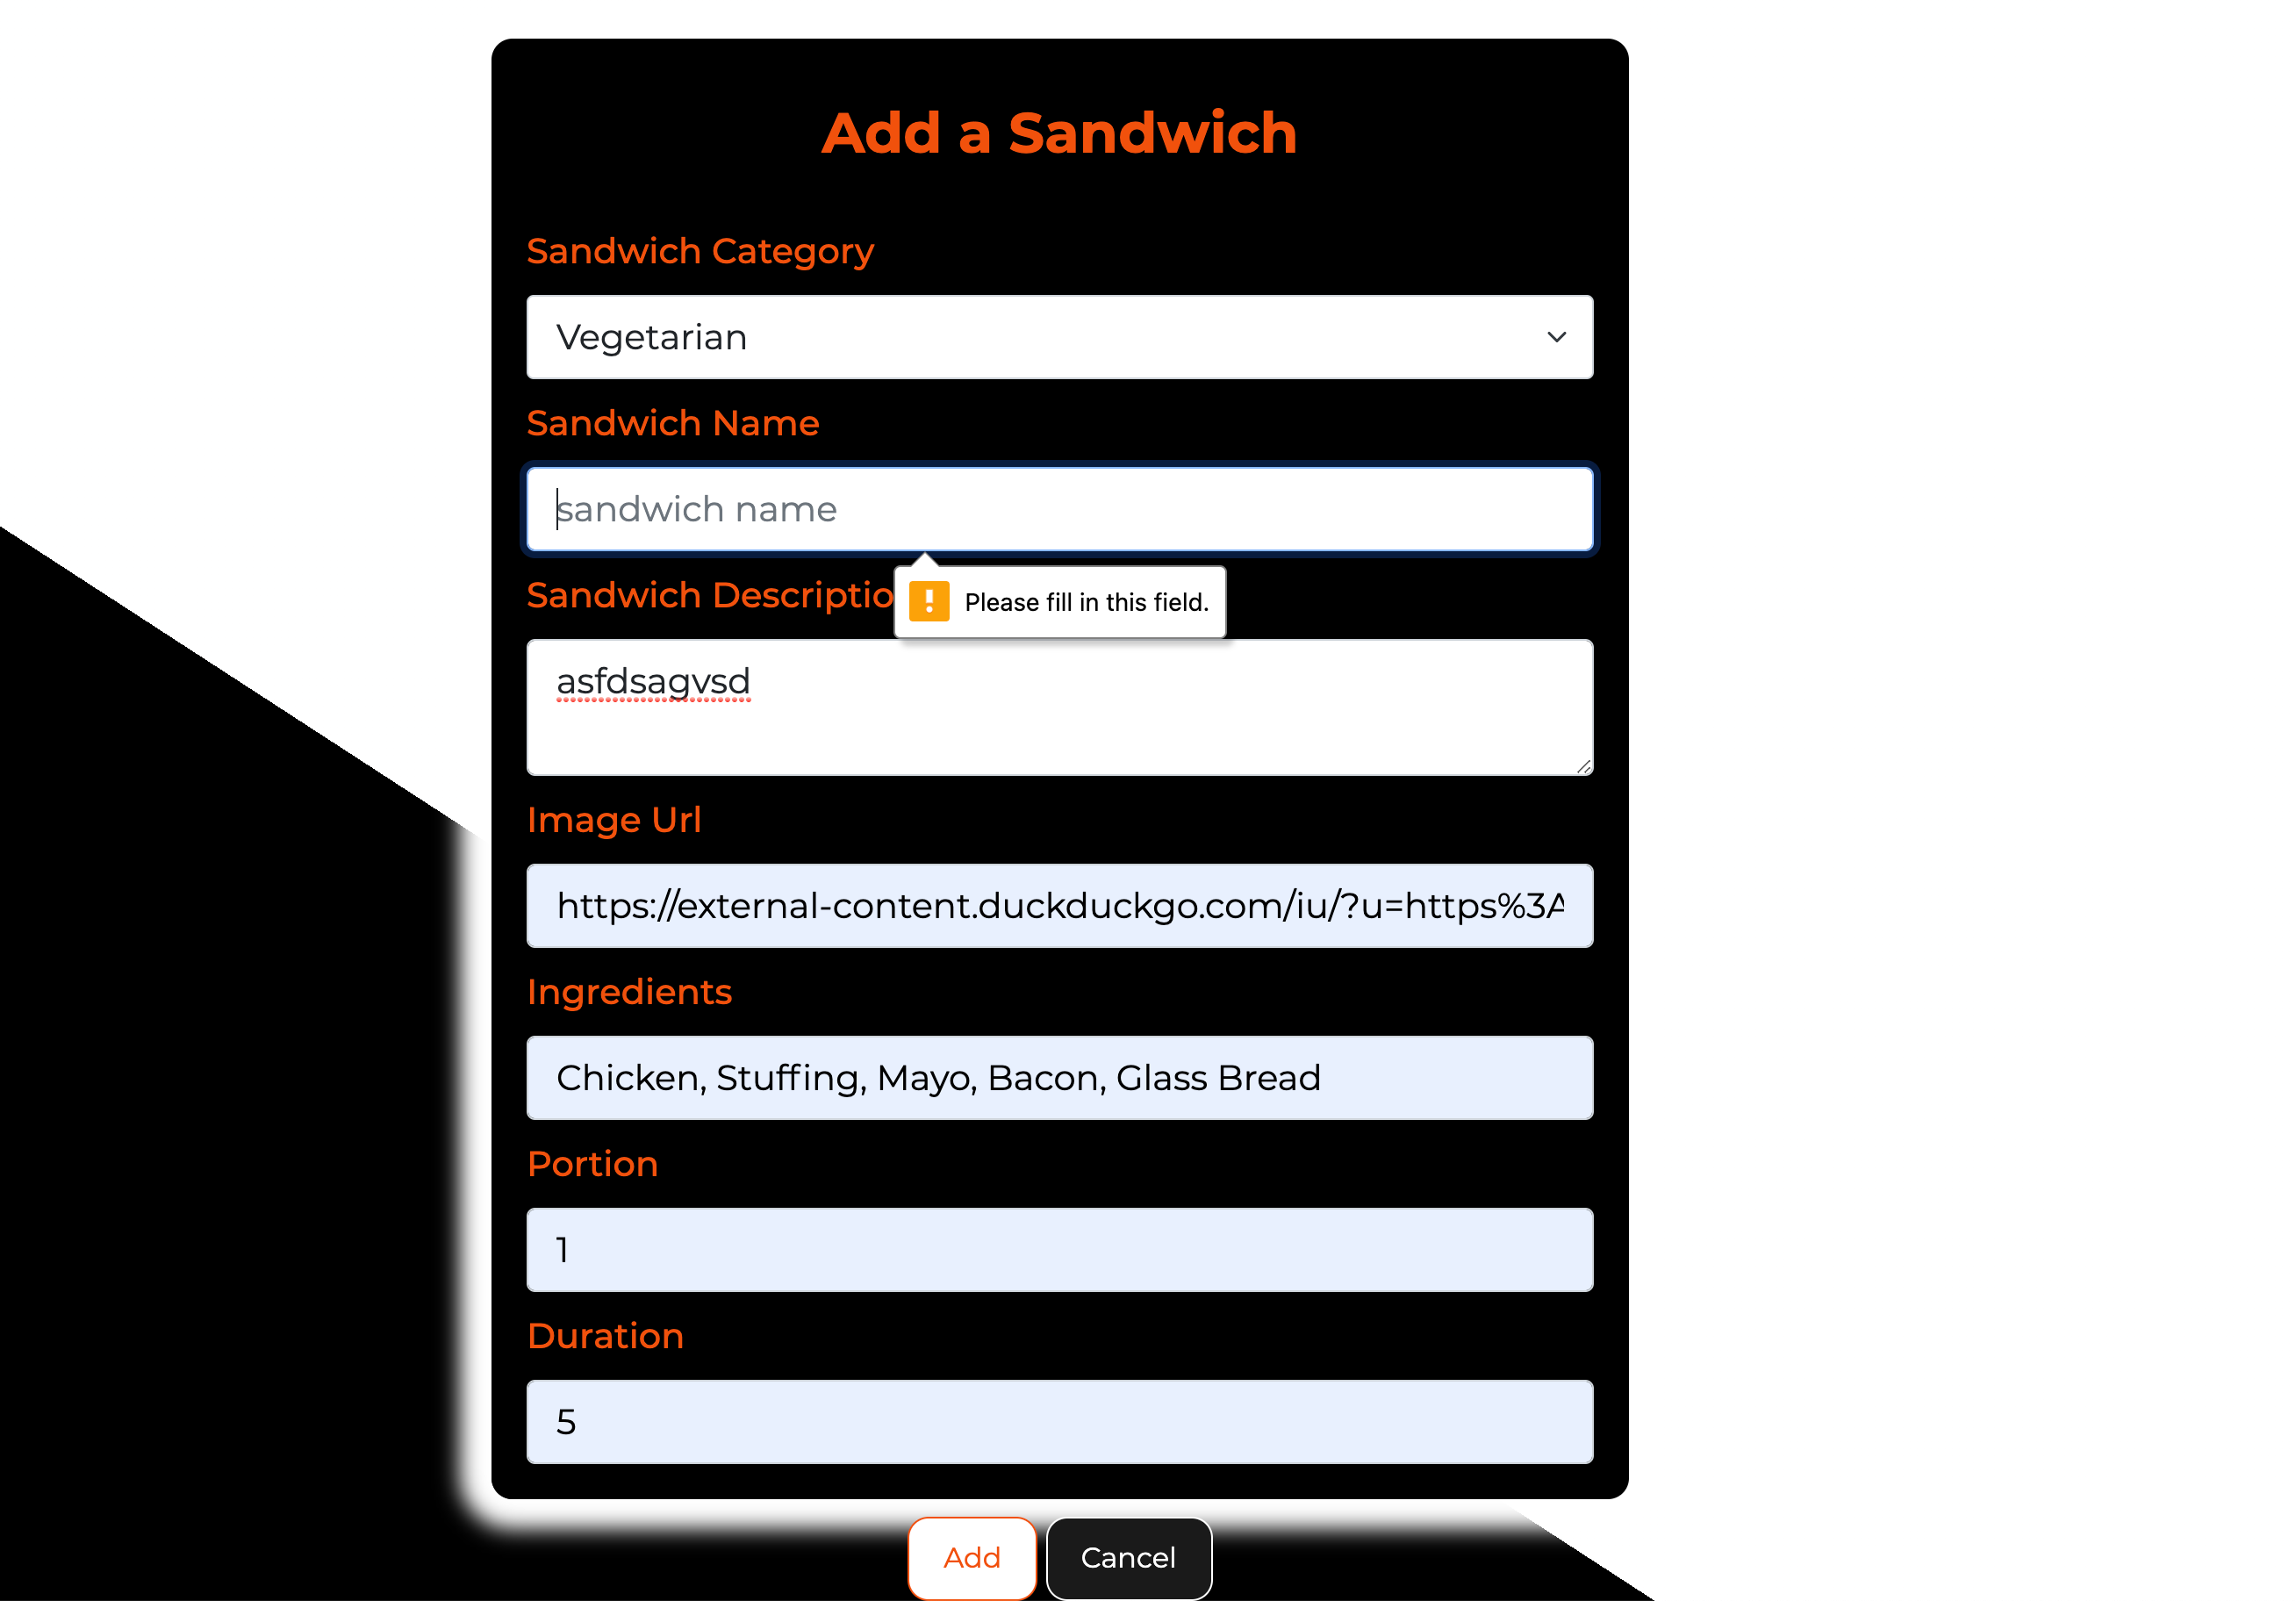 Add a Sandwich
Sandwich Category
Vegetarian
Sandwich Name
sandwich name
Please fill in this field.
Sandwich Descriptio
asfdsagvsd
Image Url
https://external-content.duckduckgo.com/iu/?u=https%3A
Ingredients
Chicken, Stuffing, Mayo, Bacon, Glass Bread
Portion
1
Duration
5
Add Cancel